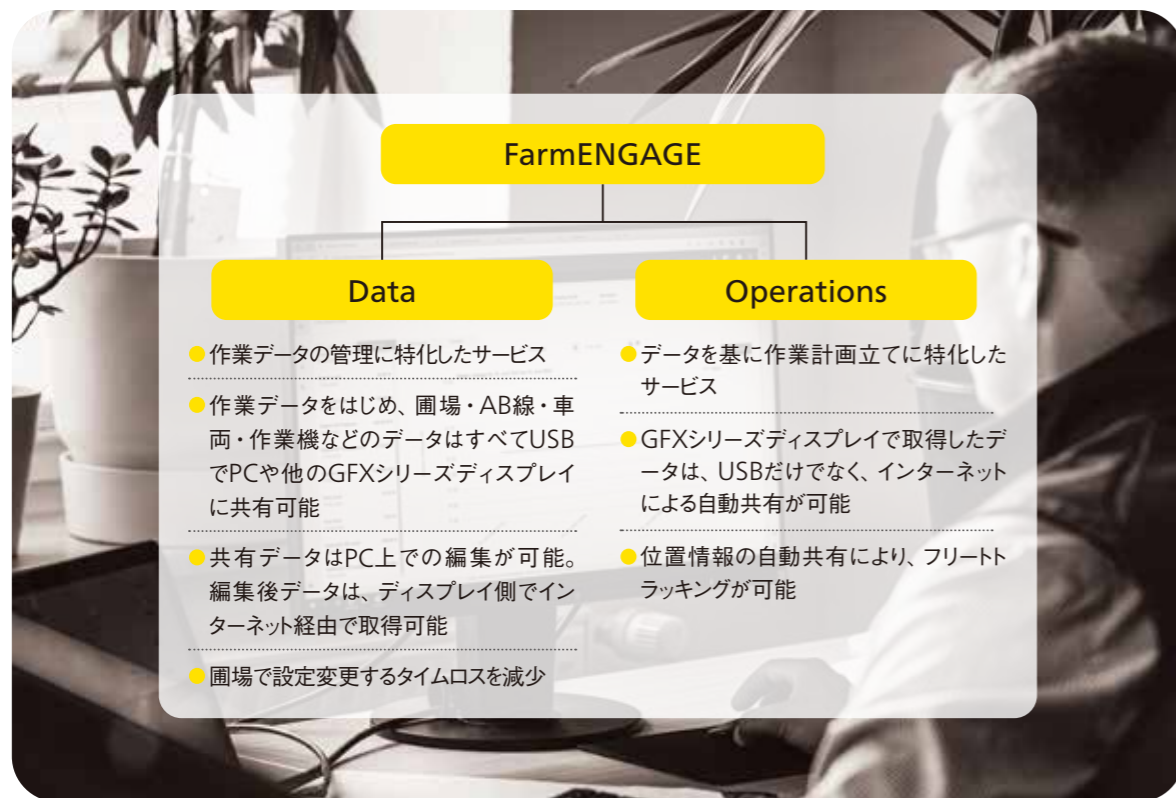 FarmENGAGE
Data
●作業データの管理に特化したサービス
●作業データをはじめ、圃場・AB線・車
両・作業機などのデータはすべてUSB
でPCや他のGFXシリーズディスプレイ
に共有可能
●共有データはPC上での編集が可能。
編集後データは、ディスプレイ側でイン
ターネット経由で取得可能
●圃場で設定変更するタイムロスを減少
Operations
●データを基に作業計画立てに特化した
サービス
●GFXシリーズディスプレイで取得したデ
ータは、USBだけでなく、インターネット
による自動共有が可能
●位置情報の自動共有により、フリートト
ラッキングが可能